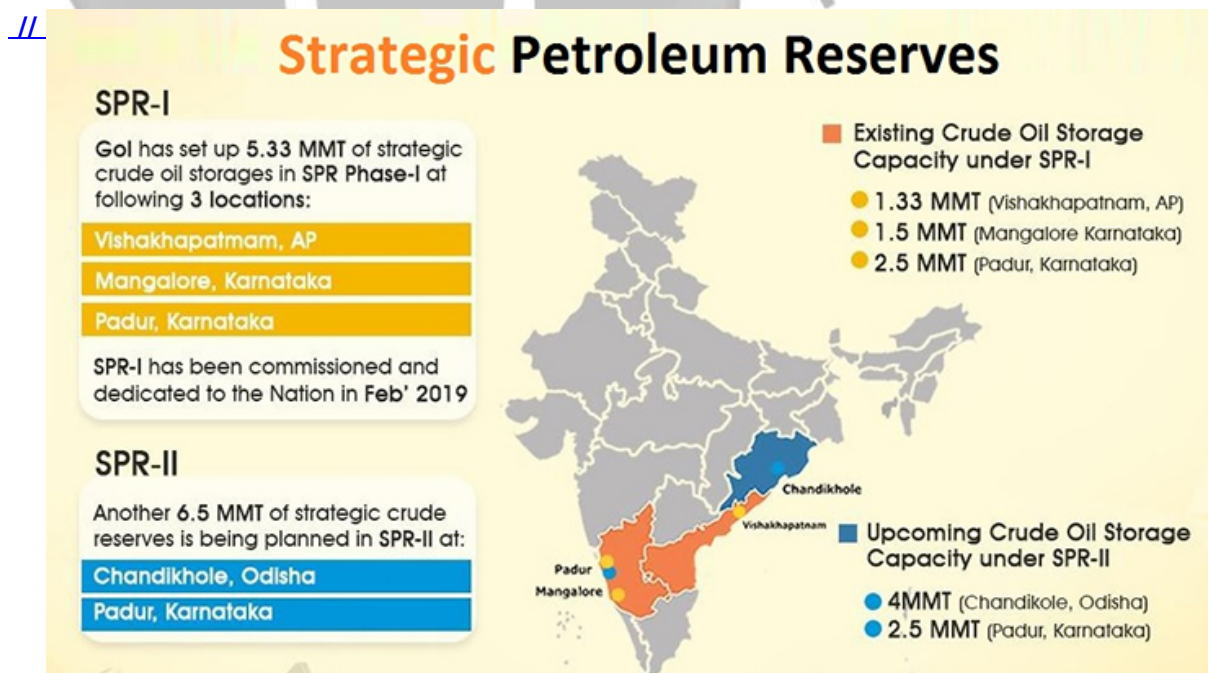 //
Strategic Petroleum Reserves
SPR-I
GoI has set up 5.33 MMT of strategic
crude oil storages in SPR Phase-I at
following 3 locations:
Vishakhapatmam, AP
Mangalore, Karnataka
Padur, Karnataka
SPR-I has been commissioned and
dedicated to the Nation in Feb' 2019
SPR-II
Another 6.5 MMT of strategic crude
reserves is being planned in SPR-II at:
Chandikhole, Odisha
Padur, Karnataka
Existing Crude Oil Storage
Capacity under SPR-I
1.33 MMT (Vishakhapatnam, AP)
1.5 MMT (Mangalore Karnataka)
2.5 MMT (Padur, Karnataka)
Chandikhole
Vishakhapatnam
Padur
Mangalore
Upcoming Crude Oil Storage
Capacity under SPR-II
4MMT (Chandikole, Odisha)
2.5 MMT (Padur, Karnataka)